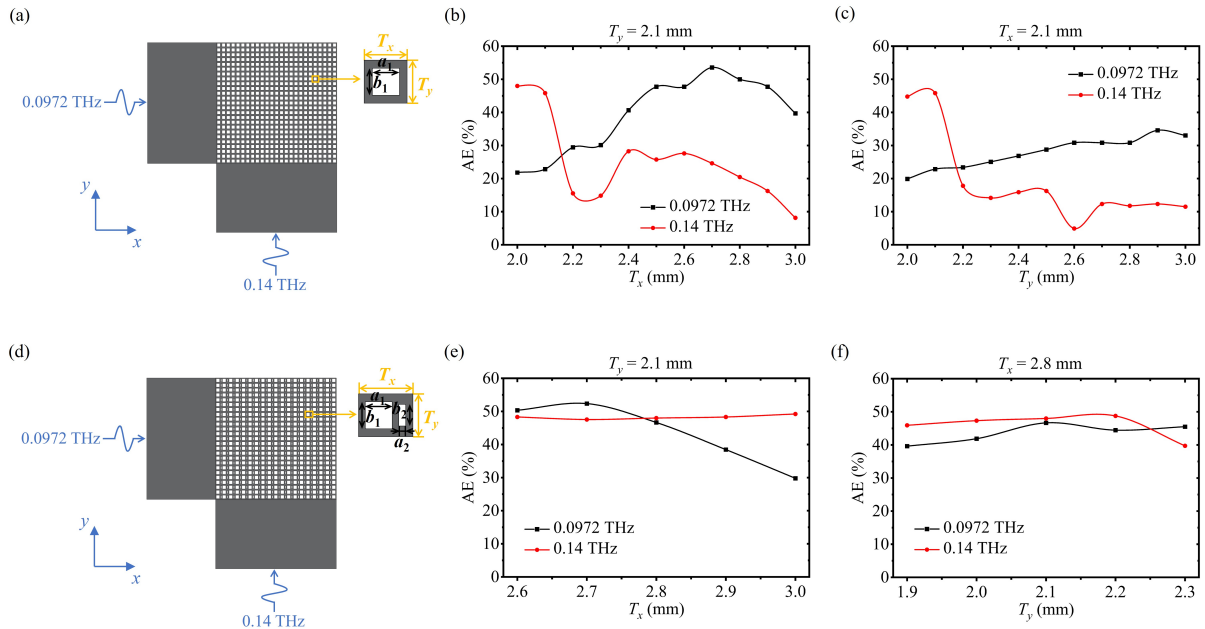 (a)
T_x
a_1
b_1
T_y
0.0972 THz
y
x
0.14 THz
(b)
T_y = 2.1 mm
60
50
40
30
20
10
0
AE (%)
0.0972 THz
0.14 THz
2.0 2.2 2.4 2.6 2.8 3.0
T_x (mm)
(c)
T_x = 2.1 mm
60
50
40
30
20
10
0
AE (%)
0.0972 THz
0.14 THz
2.0 2.2 2.4 2.6 2.8 3.0
T_y (mm)
(d)
T_x
a_1
b_1
b_2
T_y
a_2
0.0972 THz
y
x
0.14 THz
(e)
T_y = 2.1 mm
60
50
40
30
20
10
0
AE (%)
0.0972 THz
0.14 THz
2.6 2.7 2.8 2.9 3.0
T_x (mm)
(f)
T_x = 2.8 mm
60
50
40
30
20
10
0
AE (%)
0.0972 THz
0.14 THz
1.9 2.0 2.1 2.2 2.3
T_y (mm)